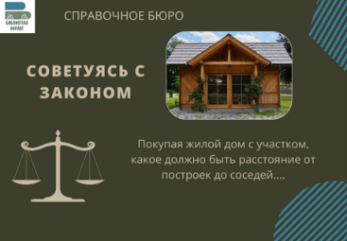 СПРАВОЧНОЕ БЮРО
СОВЕТУЯСЬ С
ЗАКОНОМ
Покупая жилой дом с участком,
какое должно быть расстояние от
построек до соседей....